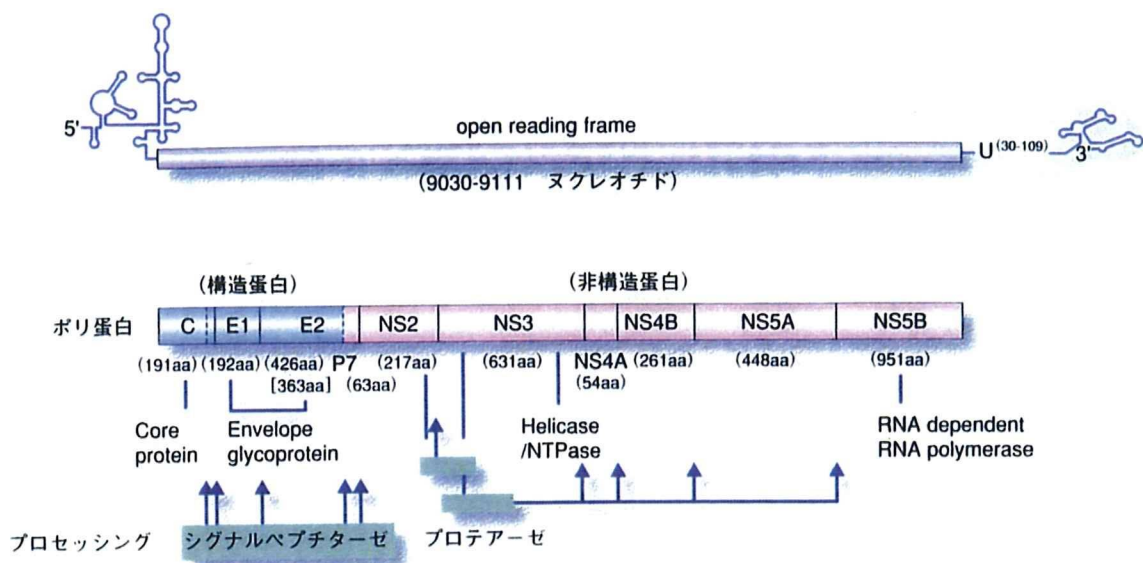 5'
open reading frame
U(30-109)
3'
(9030-9111 ヌクレオチド)
(構造蛋白)
(非構造蛋白)
ポリ蛋白
C E1 E2 NS2 NS3 NS4B NS5A NS5B
(191aa) (192aa) (426aa) P7 (217aa) (631aa) NS4A (261aa) (448aa) (951aa)
[363aa] (63aa) (54aa)
Core
protein
Envelope
glycoprotein
Helicase
/NTPase
RNA dependent
RNA polymerase
プロセッシング シグナルペプチターゼ プロテアーゼ